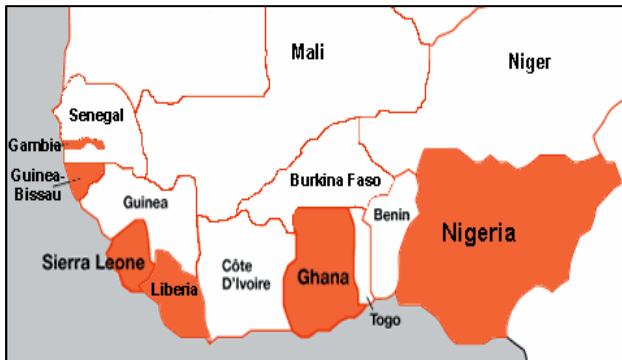 Mali
Niger
Senegal
Gambia
Guinea-
Bissau
Burkina Faso
Guinea
Benin
Nigeria
Sierra Leone
Côte
D'Ivoire
Ghana
Liberia
Togo